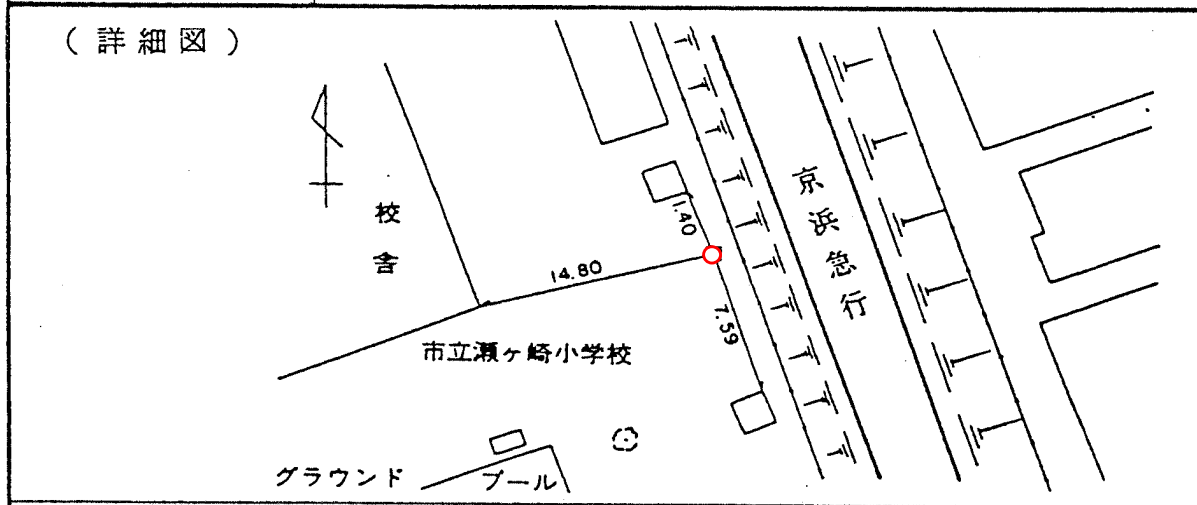 (詳細図)
校舎
京浜急行
1.40
14.80
7.59
市立瀬ヶ崎小学校
グラウンド
プール